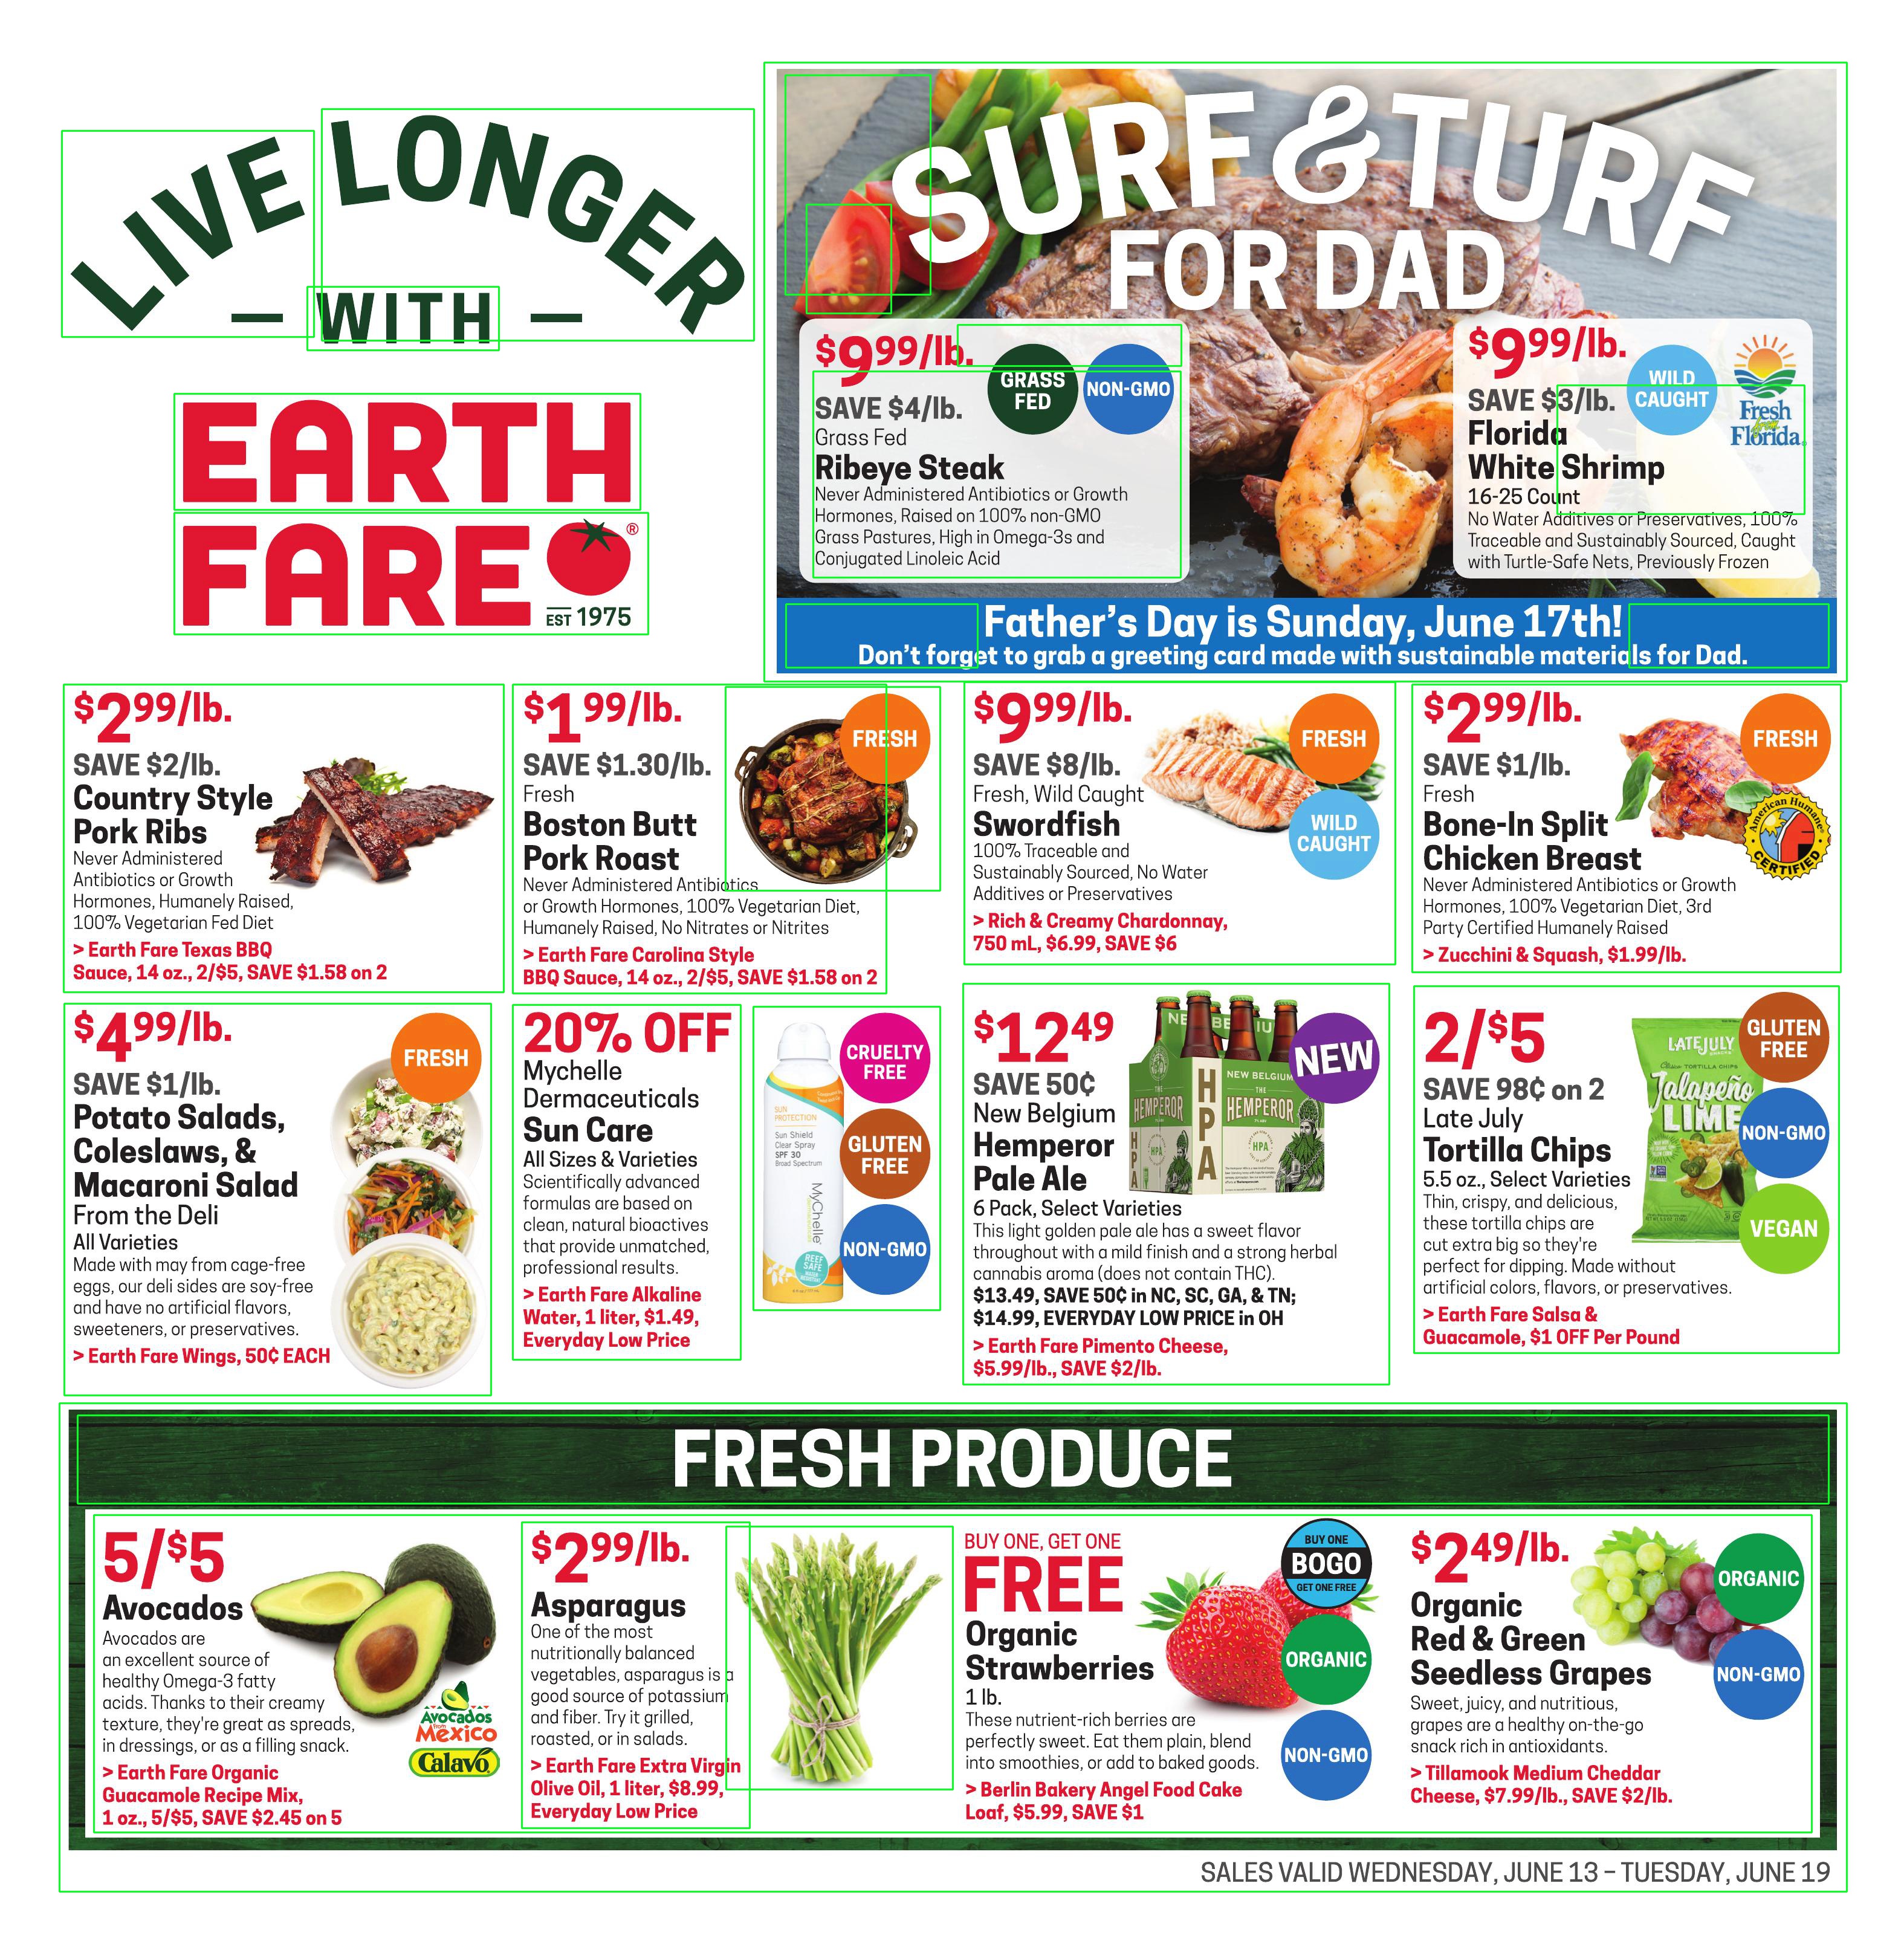 LIVE LONGER
WITH
EARTH
FARE®
EST 1975
SURF & TURF
FOR DAD
$9.99/lb.
GRASS
FED
NON-GMO
SAVE $4/lb.
Grass Fed
Ribeye Steak
Never Administered Antibiotics or Growth
Hormones, Raised on 100% non-GMO
Grass Pastures, High in Omega-3s and
Conjugated Linoleic Acid
$9.99/lb.
WILD
CAUGHT
Fresh
from
Florida
SAVE $3/lb.
Florida
White Shrimp
16-25 Count
No Water Additives or Preservatives, 100%
Traceable and Sustainably Sourced, Caught
with Turtle-Safe Nets, Previously Frozen
Father's Day is Sunday, June 17th!
Don't forget to grab a greeting card made with sustainable materials for Dad.
$2.99/lb.
SAVE $2/lb.
Country Style
Pork Ribs
Never Administered
Antibiotics or Growth
Hormones, Humanely Raised,
100% Vegetarian Fed Diet
> Earth Fare Texas BBQ
Sauce, 14 oz., 2/$5, SAVE $1.58 on 2
$1.99/lb.
FRESH
SAVE $1.30/lb.
Fresh
Boston Butt
Pork Roast
Never Administered Antibiotics
or Growth Hormones, 100% Vegetarian Diet,
Humanely Raised, No Nitrates or Nitrites
> Earth Fare Carolina Style
BBQ Sauce, 14 oz., 2/$5, SAVE $1.58 on 2
$9.99/lb.
FRESH
WILD
CAUGHT
SAVE $8/lb.
Fresh, Wild Caught
Swordfish
100% Traceable and
Sustainably Sourced, No Water
Additives or Preservatives
> Rich & Creamy Chardonnay,
750 mL, $6.99, SAVE $6
$2.99/lb.
FRESH
American Humane
CERTIFIED
SAVE $1/lb.
Fresh
Bone-In Split
Chicken Breast
Never Administered Antibiotics or Growth
Hormones, 100% Vegetarian Diet, 3rd
Party Certified Humanely Raised
> Zucchini & Squash, $1.99/lb.
$4.99/lb.
FRESH
SAVE $1/lb.
Potato Salads,
Coleslaws, &
Macaroni Salad
From the Deli
All Varieties
Made with may from cage-free
eggs, our deli sides are soy-free
and have no artificial flavors,
sweeteners, or preservatives.
> Earth Fare Wings, 50¢ EACH
20% OFF
Mychelle
Dermaceuticals
Sun Care
All Sizes & Varieties
Scientifically advanced
formulas are based on
clean, natural bioactives
that provide unmatched,
professional results.
> Earth Fare Alkaline
Water, 1 liter, $1.49,
Everyday Low Price
SUN
PROTECTION
Sun Shield
Clear Spray
SPF 30
Broad Spectrum
MyChelle
REEF
SAFE
CRUELTY
FREE
GLUTEN
FREE
NON-GMO
$12.49
SAVE 50¢
New Belgium
Hemperor
Pale Ale
6 Pack, Select Varieties
This light golden pale ale has a sweet flavor
throughout with a mild finish and a strong herbal
cannabis aroma (does not contain THC).
$13.49, SAVE 50¢ in NC, SC, GA, & TN;
$14.99, EVERYDAY LOW PRICE in OH
> Earth Fare Pimento Cheese,
$5.99/lb., SAVE $2/lb.
NEW
NEW BELGIUM
THE
HEMPEROR
HPA
THE
HEMPEROR
HPA
HPA
2/$5
SAVE 98¢ on 2
Late July
Tortilla Chips
5.5 oz., Select Varieties
Thin, crispy, and delicious,
these tortilla chips are
cut extra big so they're
perfect for dipping. Made without
artificial colors, flavors, or preservatives.
> Earth Fare Salsa &
Guacamole, $1 OFF Per Pound
LATE JULY
SNACKS
TORTILLA CHIPS
Jalapeño
LIME
GLUTEN
FREE
NON-GMO
VEGAN
FRESH PRODUCE
5/$5
Avocados
Avocados are
an excellent source of
healthy Omega-3 fatty
acids. Thanks to their creamy
texture, they're great as spreads,
in dressings, or as a filling snack.
> Earth Fare Organic
Guacamole Recipe Mix,
1 oz., 5/$5, SAVE $2.45 on 5
Avocados
from
Mexico
Calavo
$2.99/lb.
Asparagus
One of the most
nutritionally balanced
vegetables, asparagus is a
good source of potassium
and fiber. Try it grilled,
roasted, or in salads.
> Earth Fare Extra Virgin
Olive Oil, 1 liter, $8.99,
Everyday Low Price
BUY ONE, GET ONE
FREE
Organic
Strawberries
1 lb.
These nutrient-rich berries are
perfectly sweet. Eat them plain, blend
into smoothies, or add to baked goods.
> Berlin Bakery Angel Food Cake
Loaf, $5.99, SAVE $1
BUY ONE
BOGO
GET ONE FREE
ORGANIC
NON-GMO
$2.49/lb.
Organic
Red & Green
Seedless Grapes
Sweet, juicy, and nutritious,
grapes are a healthy on-the-go
snack rich in antioxidants.
> Tillamook Medium Cheddar
Cheese, $7.99/lb., SAVE $2/lb.
ORGANIC
NON-GMO
SALES VALID WEDNESDAY, JUNE 13 – TUESDAY, JUNE 19